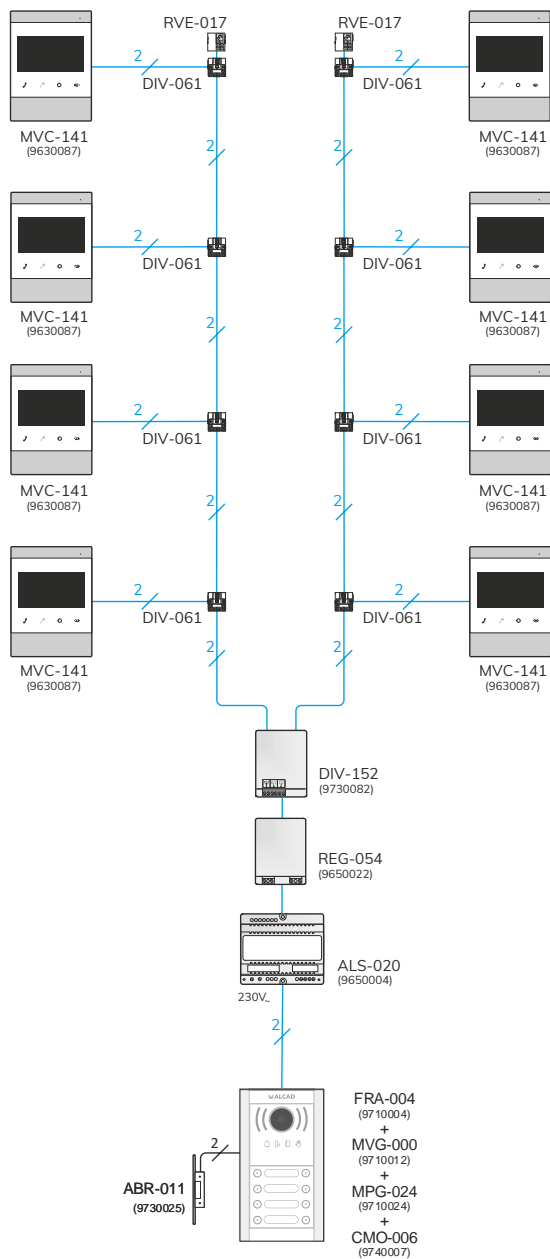 RVE-017 RVE-017
2 2
DIV-061 DIV-061
MVC-141 MVC-141
(9630087) (9630087)
2 2
2 2
DIV-061 DIV-061
MVC-141 MVC-141
(9630087) (9630087)
2 2
2 2
DIV-061 DIV-061
MVC-141 MVC-141
(9630087) (9630087)
2 2
2 2
DIV-061 DIV-061
2 2
MVC-141 MVC-141
(9630087) (9630087)
DIV-152
(9730082)
REG-054
(9650022)
ALS-020
(9650004)
230V~
2
ALCAD
FRA-004
(9710004)
+
MVG-000
(9710012)
+
MPG-024
(9710024)
+
CMO-006
(9740007)
2
ABR-011
(9730025)